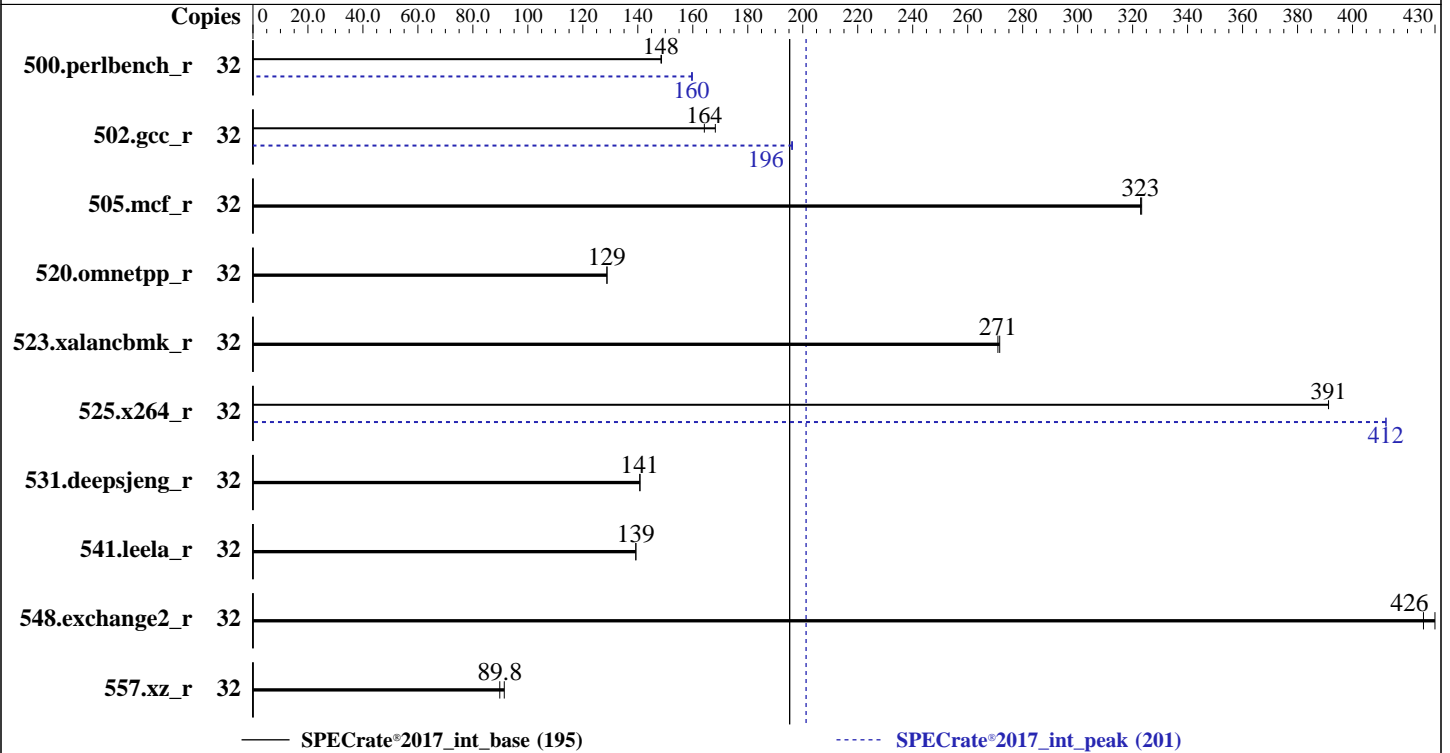 Copies 0 20.0 40.0 60.0 80.0 100 120 140 160 180 200 220 240 260 280 300 320 340 360 380 400 430
148
500.perlbench_r 32
160
164
502.gcc_r 32
196
323
505.mcf_r 32
129
520.omnetpp_r 32
271
523.xalancbmk_r 32
391
525.x264_r 32
412
141
531.deepsjeng_r 32
139
541.leela_r 32
426
548.exchange2_r 32
89.8
557.xz_r 32
SPECrate®2017_int_base (195) SPECrate®2017_int_peak (201)